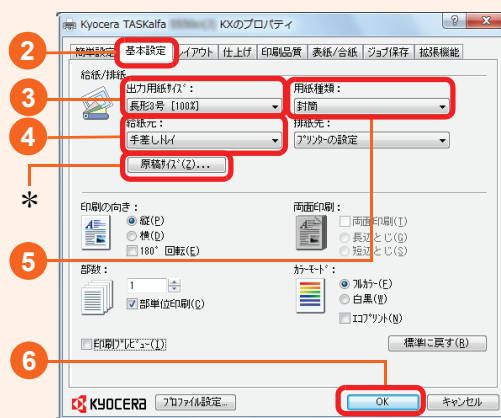 Kyocera TASKalfa KXのプロパティ
2
簡単設定 基本設定 レイアウト 仕上げ 印刷品質 表紙/合紙 ジョブ保存 拡張機能
給紙/排紙
3
出力用紙ｻｲｽﾞ:
用紙種類:
長形3号 [100%]
封筒
4
給紙元:
排紙先:
手差しﾄﾚｲ
ﾌﾟﾘﾝﾀｰの設定
*
原稿ｻｲｽﾞ(Z)...
印刷の向き:
両面印刷:
縦(P)
両面印刷(I)
横(D)
長辺とじ(G)
180° 回転(E)
短辺とじ(S)
5
部数:
ｶﾗｰﾓｰﾄﾞ:
1
ﾌﾙｶﾗｰ(F)
部単位印刷(C)
白黒(W)
ｴｺﾌﾟﾘﾝﾄ(N)
印刷ﾌﾟﾚﾋﾞｭｰ(I)
標準に戻す(R)
6
KYOCERA
ﾌﾟﾛﾌｧｲﾙ設定...
OK
ｷｬﾝｾﾙ